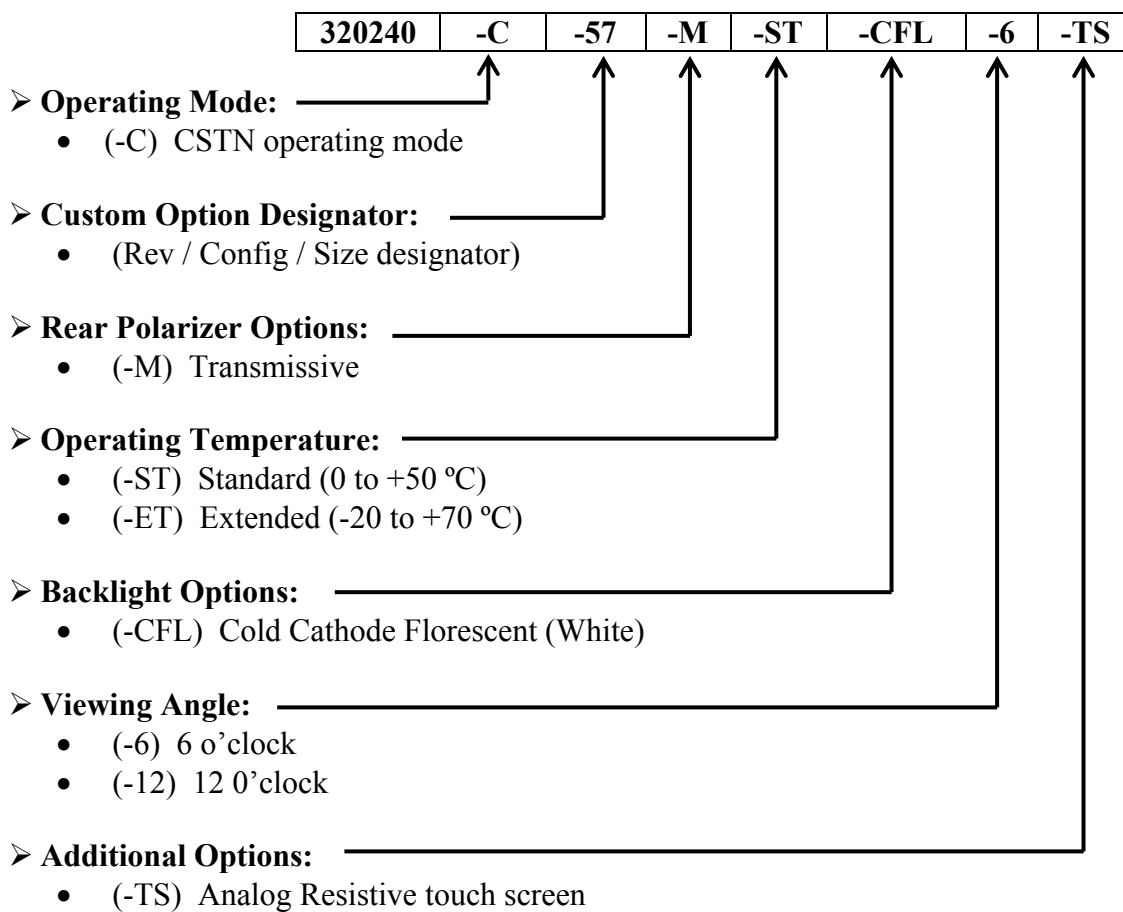 320240 -C -57 -M -ST -CFL -6 -TS
➢ Operating Mode:
• (-C) CSTN operating mode
➢ Custom Option Designator:
• (Rev / Config / Size designator)
➢ Rear Polarizer Options:
• (-M) Transmissive
➢ Operating Temperature:
• (-ST) Standard (0 to +50 ºC)
• (-ET) Extended (-20 to +70 ºC)
➢ Backlight Options:
• (-CFL) Cold Cathode Florescent (White)
➢ Viewing Angle:
• (-6) 6 o’clock
• (-12) 12 0’clock
➢ Additional Options:
• (-TS) Analog Resistive touch screen